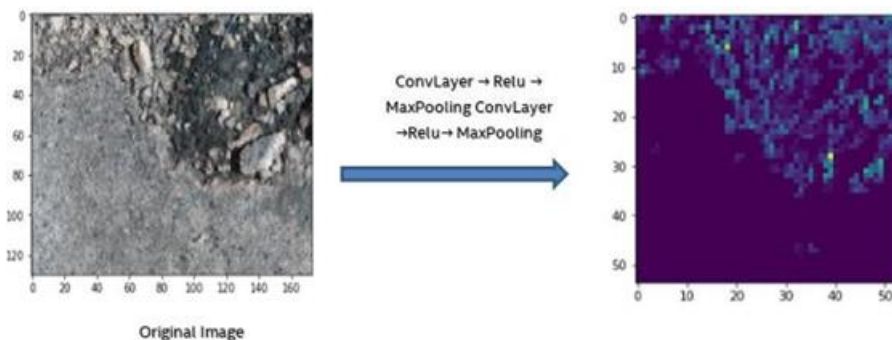 0
20
40
60
80
100
120
0 20 40 60 80 100 120 140 160
Original Image
ConvLayer → Relu →
MaxPooling ConvLayer
→Relu→ MaxPooling
0
10
20
30
40
50
0 10 20 30 40 50